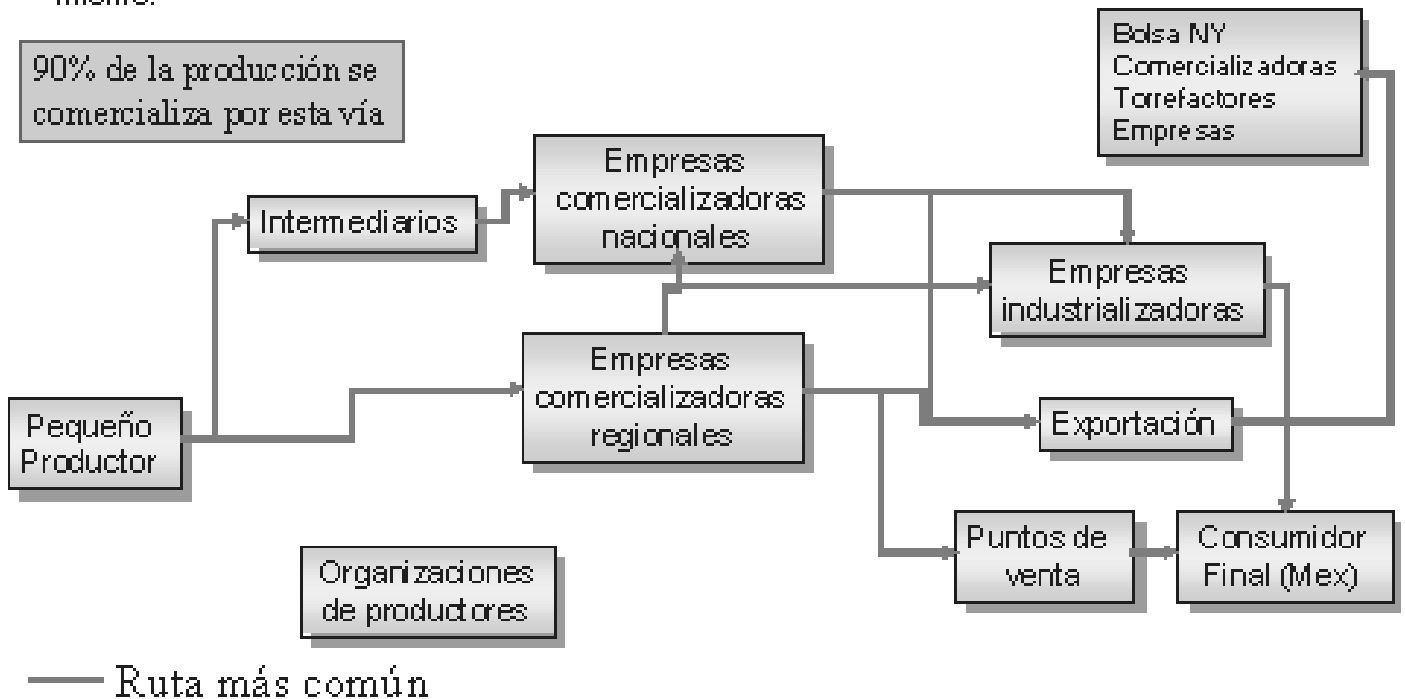 90% de la producción se
comercializa por esta vía
Bolsa NY
Comercializadoras
Torrefactores
Empresas
Intermediarios
Empresas
comercializadoras
nacionales
Empresas
industrializadoras
Empresas
comercializadoras
regionales
Pequeño
Productor
Exportación
Puntos de
venta
Consumidor
Final (Mex)
Organizaciones
de productores
Ruta más común